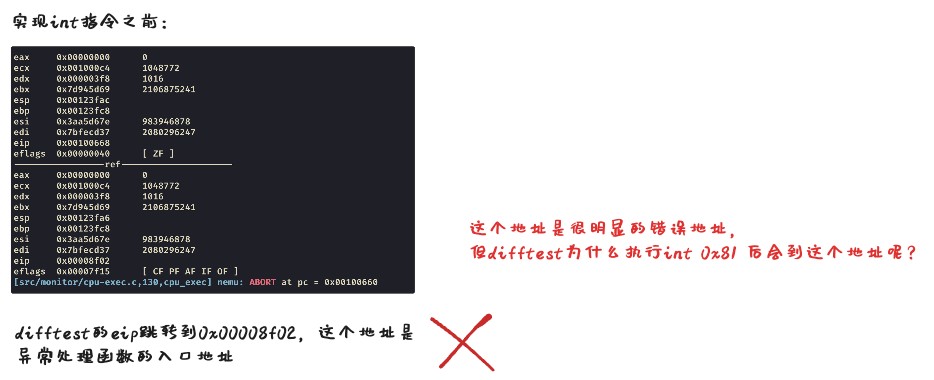 实现int指令之前:
eax 0x00000000 0
ecx 0x001000c4 1048772
edx 0x000003f8 1016
ebx 0x7d945d69 2106875241
esp 0x00123fac
ebp 0x00123fc8
esi 0x3aa5d67e 983946878
edi 0x7bfecd37 2080296247
eip 0x00100668
eflags 0x00000040 [ ZF ]
ref
eax 0x00000000 0
ecx 0x001000c4 1048772
edx 0x000003f8 1016
ebx 0x7d945d69 2106875241
esp 0x00123fa6
ebp 0x00123fc8
esi 0x3aa5d67e 983946878
edi 0x7bfecd37 2080296247
eip 0x00008f02
eflags 0x00007f15 [ CF PF AF IF OF ]
[src/monitor/cpu-exec.c,130,cpu_exec] nemu: ABORT at pc = 0x00100660
这个地址是很明显的错误地址,
但difftest为什么执行int 0x81 后会到这个地址呢?
difftest的eip跳转到0x00008f02, 这个地址是
异常处理函数的入口地址